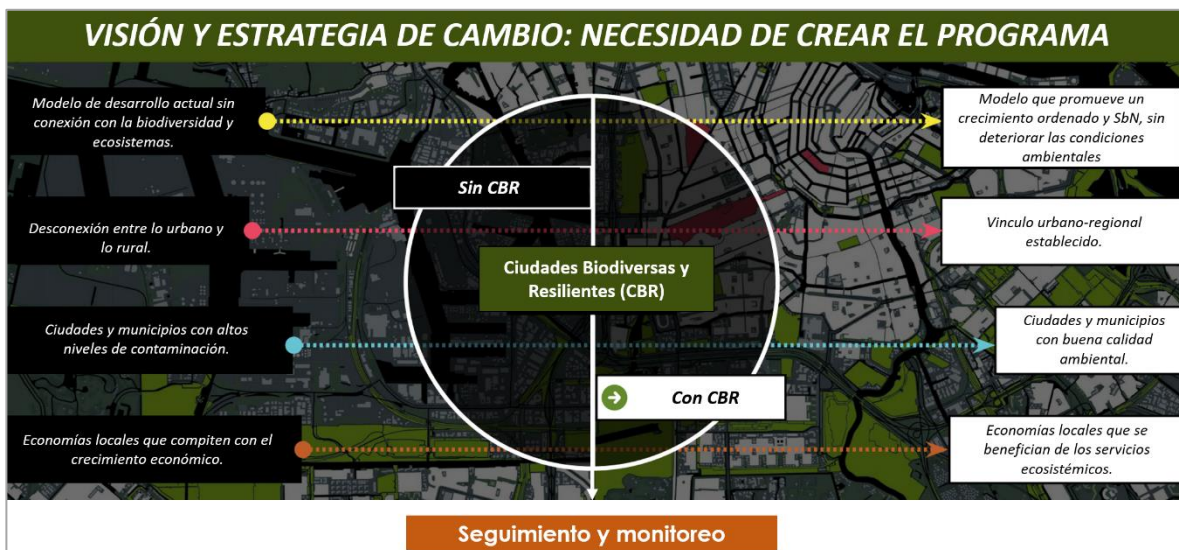 VISIÓN Y ESTRATEGIA DE CAMBIO: NECESIDAD DE CREAR EL PROGRAMA
Modelo de desarrollo actual sin
conexión con la biodiversidad y
ecosistemas.
Modelo que promueve un
crecimiento ordenado y SbN, sin
deteriorar las condiciones
ambientales
Sin CBR
Desconexión entre lo urbano y
lo rural.
Vinculo urbano-regional
establecido.
Ciudades Biodiversas y
Resilientes (CBR)
Ciudades y municipios con altos
niveles de contaminación.
Ciudades y municipios
con buena calidad
ambiental.
Con CBR
Economías locales que compiten con el
crecimiento económico.
Economías locales que se
benefician de los servicios
ecosistémicos.
Seguimiento y monitoreo